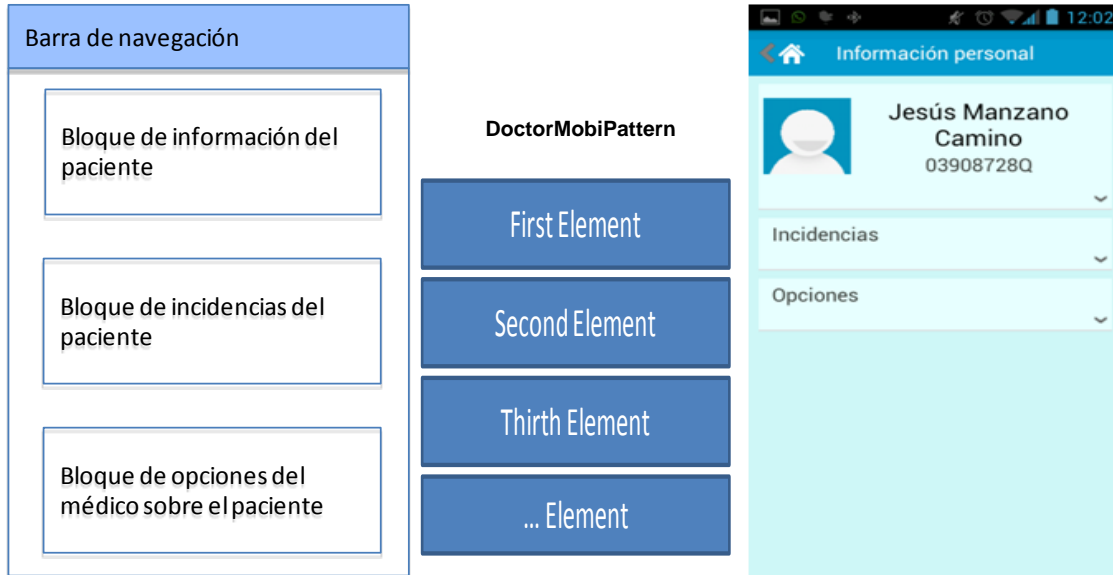 Barra de navegación
Bloque de información del
paciente
Bloque de incidencias del
paciente
Bloque de opciones del
médico sobre el paciente
DoctorMobiPattern
First Element
Second Element
Thirth Element
... Element
12:02
Información personal
Jesús Manzano
Camino
03908728Q
Incidencias
Opciones